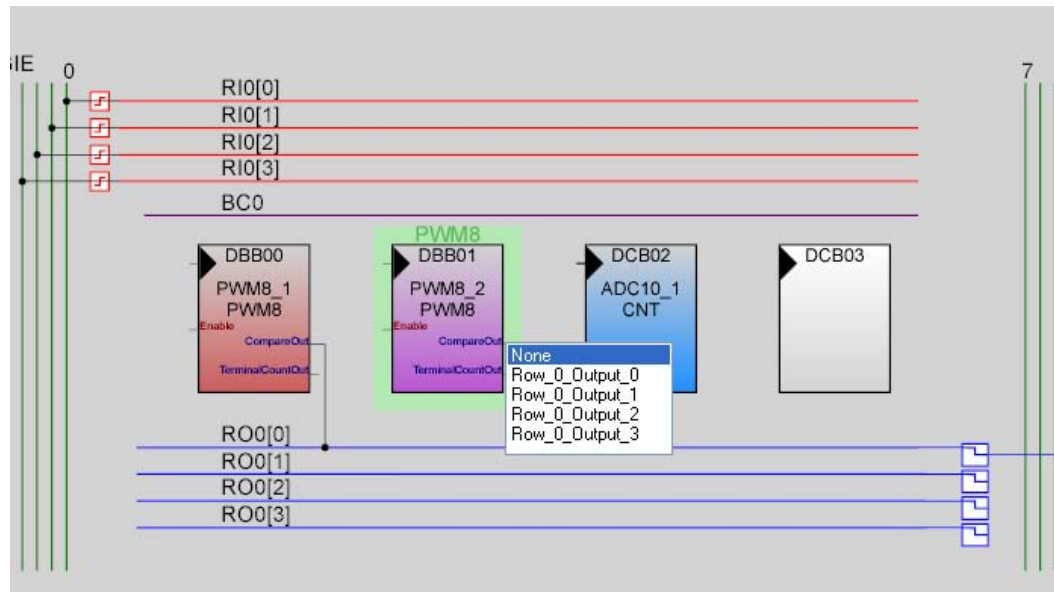 0
7
RI0[0]
RI0[1]
RI0[2]
RI0[3]
BC0
PWM8
DBB00
PWM8_1
PWM8
Enable
CompareOut
TerminalCountOut
DBB01
PWM8_2
PWM8
Enable
CompareOut
TerminalCountOut
DCB02
ADC10_1
CNT
DCB03
None
Row_0_Output_0
Row_0_Output_1
Row_0_Output_2
Row_0_Output_3
RO0[0]
RO0[1]
RO0[2]
RO0[3]